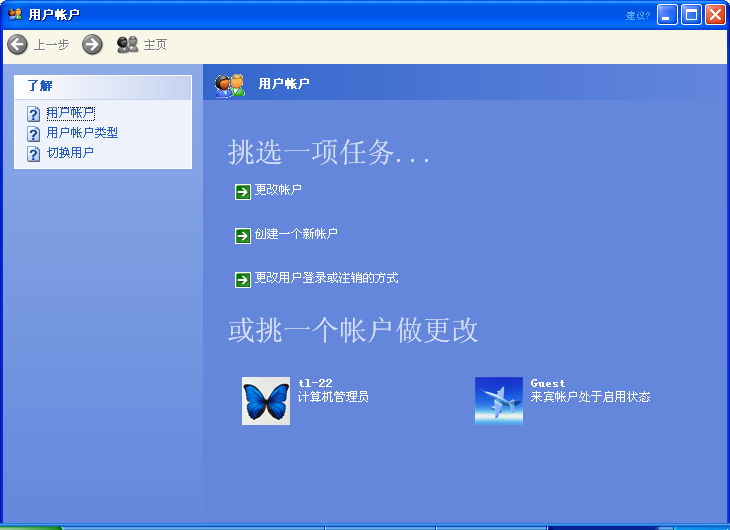 用户帐户
建议?
上一步
主页
了解
用户帐户
用户帐户类型
切换用户
用户帐户
挑选一项任务...
更改帐户
创建一个新帐户
更改用户登录或注销的方式
或挑一个帐户做更改
tl-22
计算机管理员
Guest
来宾帐户处于启用状态